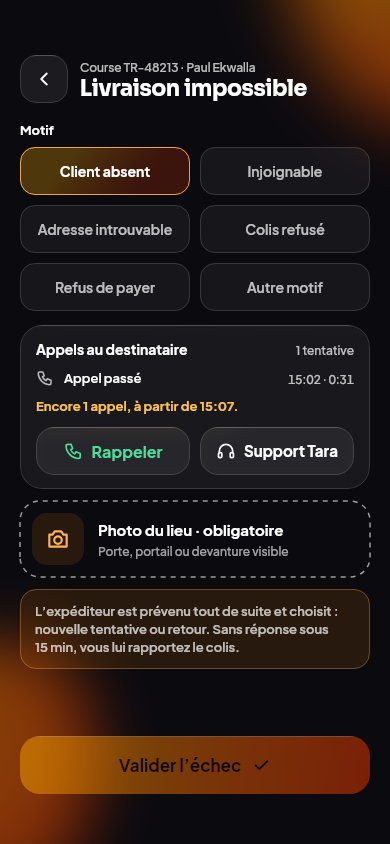 Course TR-48213 · Paul Ekwalla
Livraison impossible
Motif
Client absent
Injoignable
Adresse introuvable
Colis refusé
Refus de payer
Autre motif
Appels au destinataire
1 tentative
Appel passé
15:02 · 0:31
Encore 1 appel, à partir de 15:07.
Rappeler
Support Tara
Photo du lieu · obligatoire
Porte, portail ou devanture visible
L’expéditeur est prévenu tout de suite et choisit :
nouvelle tentative ou retour. Sans réponse sous
15 min, vous lui rapportez le colis.
Valider l’échec